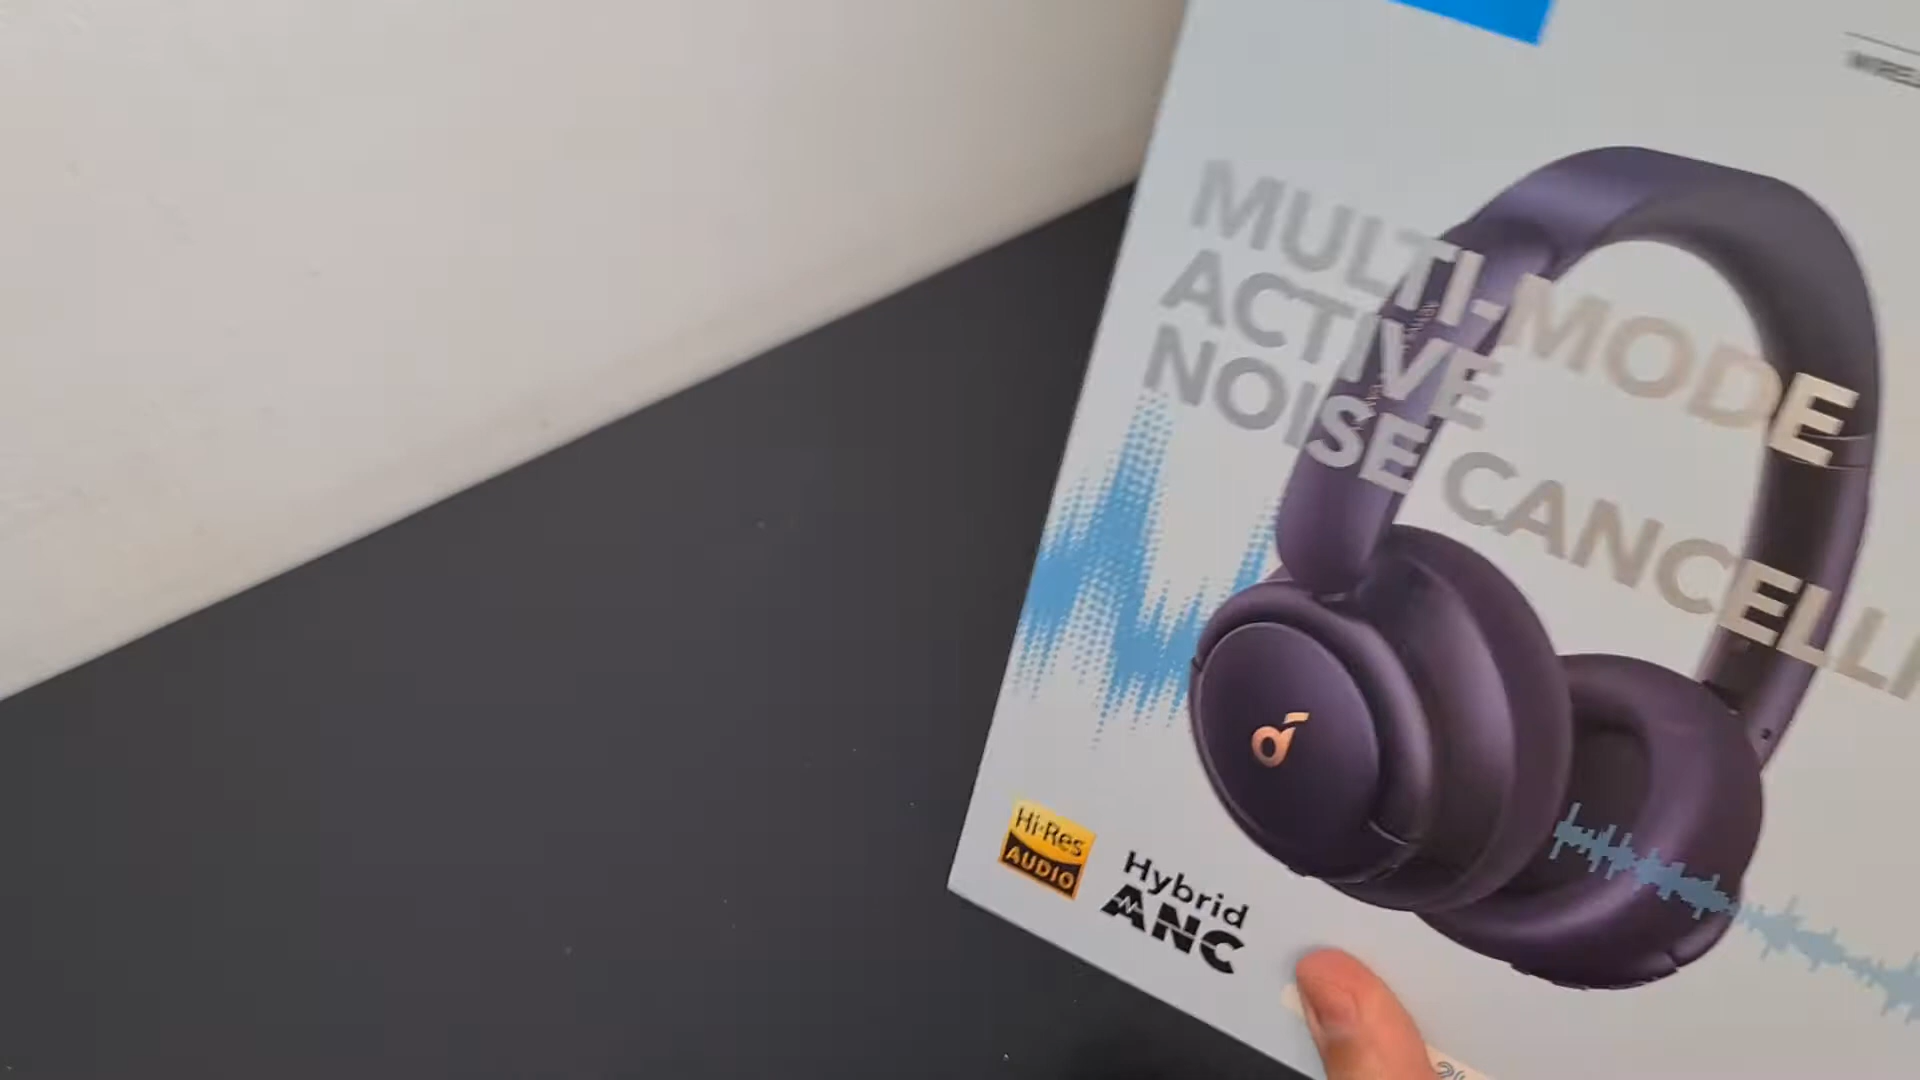 MULTI-MODE
ACTIVE
NOISE CANCELLI
Hi-Res
AUDIO
Hybrid
ANC